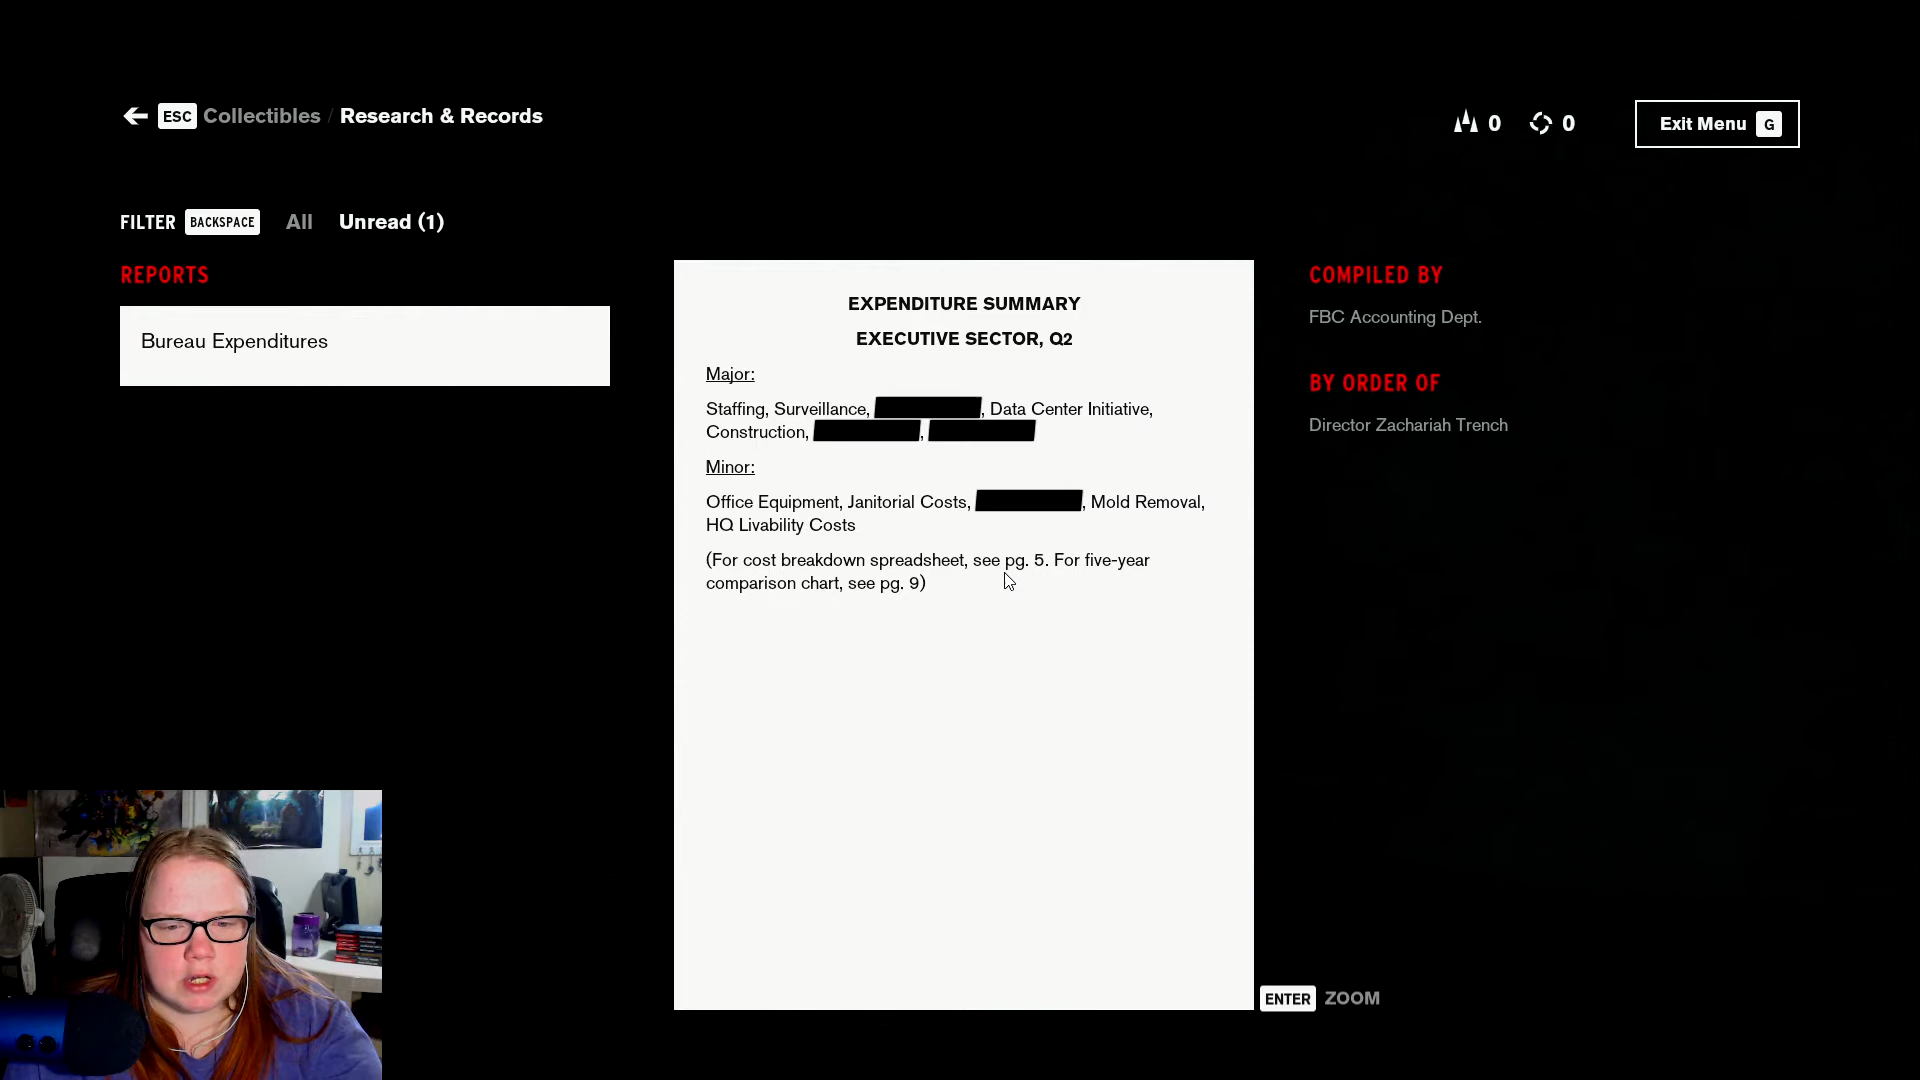 ESC Collectibles / Research & Records
0 0
Exit Menu G
FILTER BACKSPACE All Unread (1)
REPORTS
Bureau Expenditures
EXPENDITURE SUMMARY
EXECUTIVE SECTOR, Q2
Major:
Staffing, Surveillance, , Data Center Initiative,
Construction, ,
Minor:
Office Equipment, Janitorial Costs, , Mold Removal,
HQ Livability Costs
(For cost breakdown spreadsheet, see pg. 5. For five-year
comparison chart, see pg. 9)
COMPILED BY
FBC Accounting Dept.
BY ORDER OF
Director Zachariah Trench
ENTER ZOOM